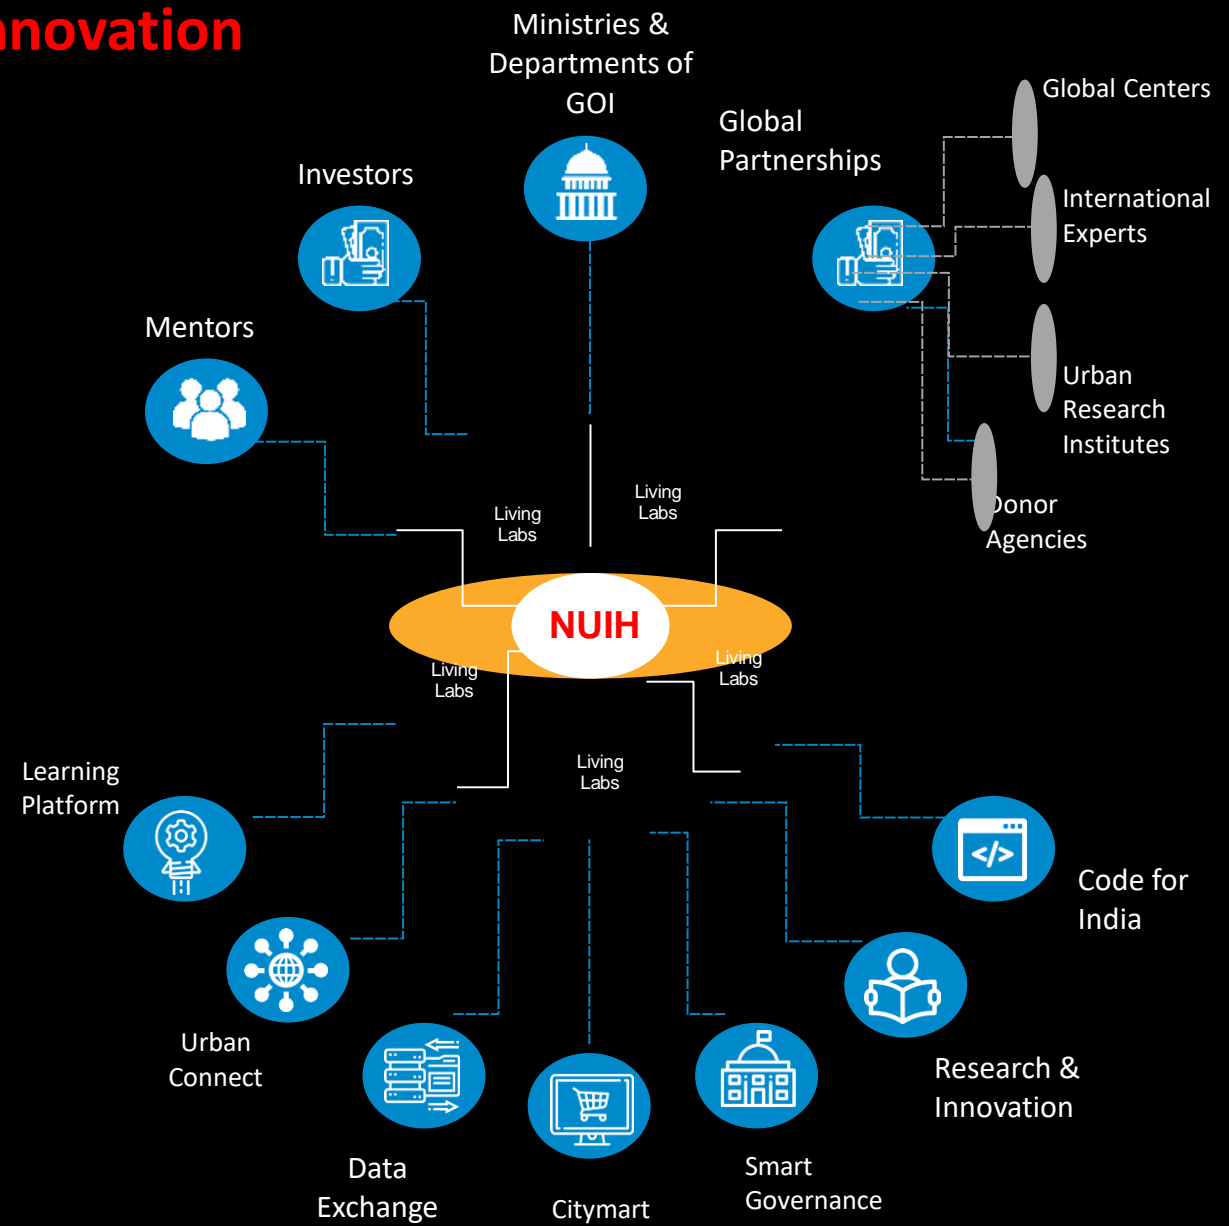 nnovation
Ministries &
Departments of
GOI
Global
Partnerships
Global Centers
International
Experts
Urban
Research
Institutes
Donor
Agencies
Investors
Mentors
Living
Labs
Living
Labs
NUIH
Living
Labs
Living
Labs
Living
Labs
Learning
Platform
</>
Code for
India
Urban
Connect
Research &
Innovation
Data
Exchange
Citymart
Smart
Governance